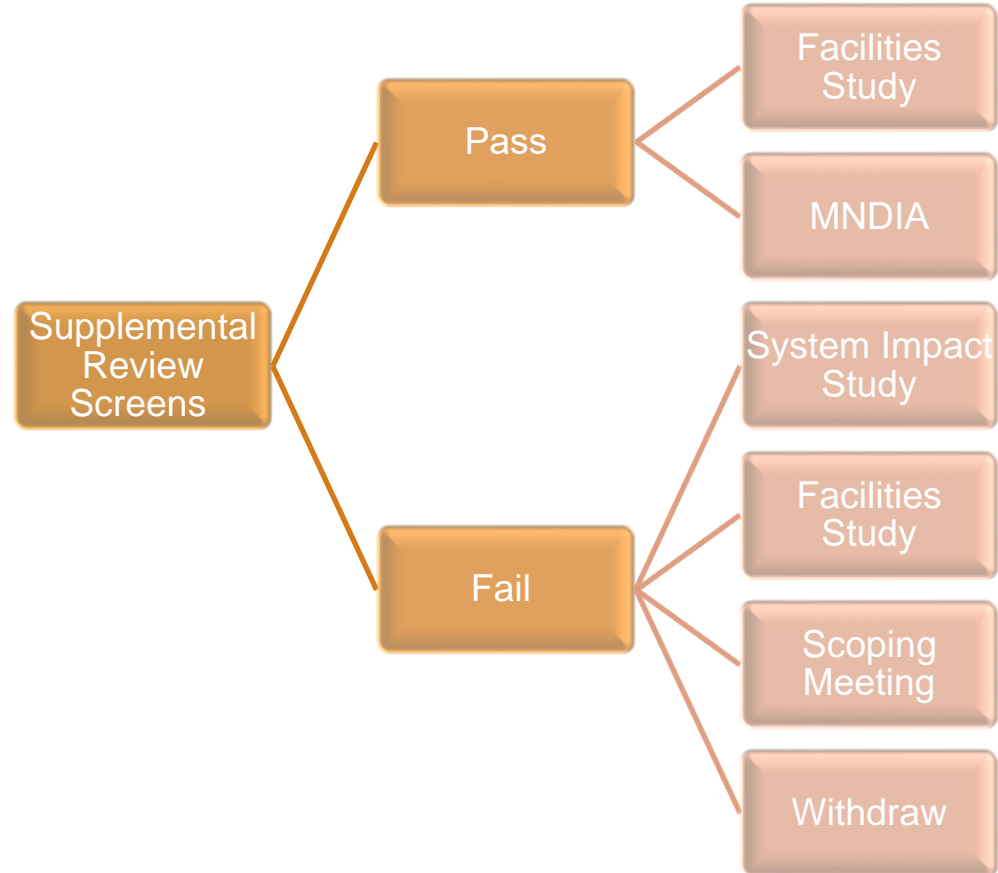 Supplemental
Review
Screens
Pass
Fail
Facilities
Study
MNDIA
System Impact
Study
Facilities
Study
Scoping
Meeting
Withdraw